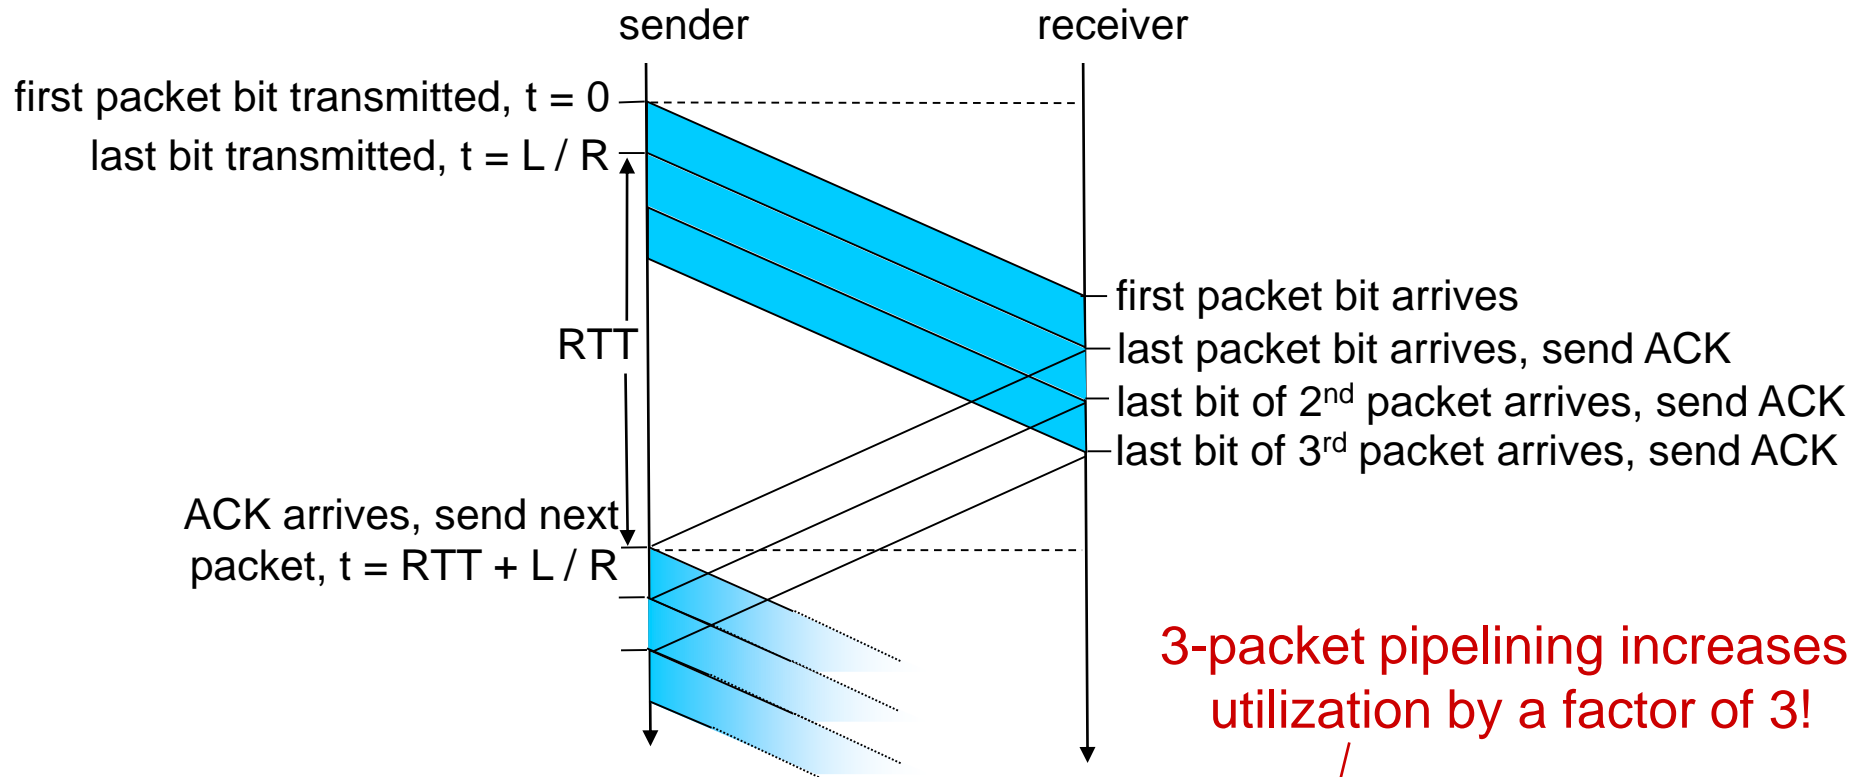 sender
receiver
first packet bit transmitted, t = 0
last bit transmitted, t = L / R
RTT
first packet bit arrives
last packet bit arrives, send ACK
last bit of 2nd packet arrives, send ACK
last bit of 3rd packet arrives, send ACK
ACK arrives, send next
packet, t = RTT + L / R
3-packet pipelining increases
utilization by a factor of 3!